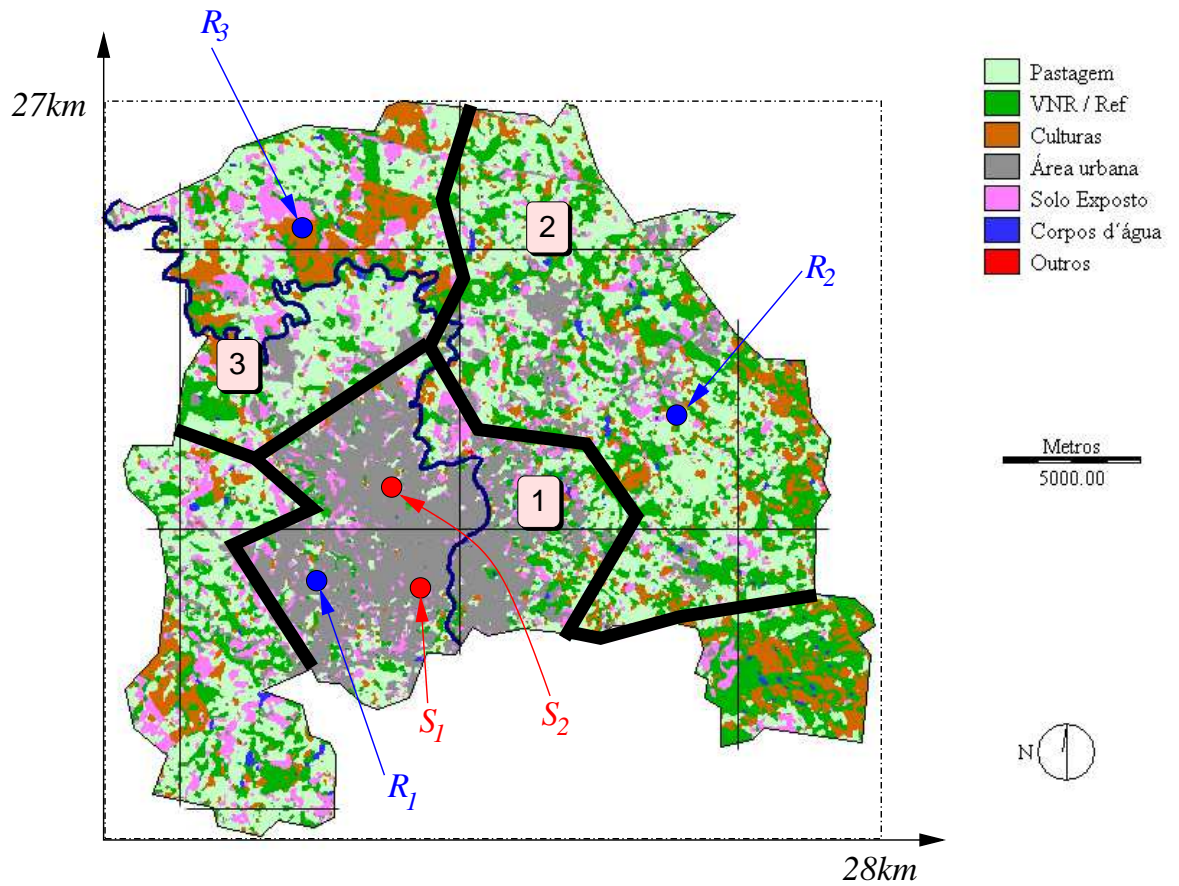 R3
27km
Pastagem
VNR / Ref
Culturas
Área urbana
Solo Exposto
Corpos d´água
Outros
2
R2
3
Metros
5000.00
1
S1
S2
N
R1
28km